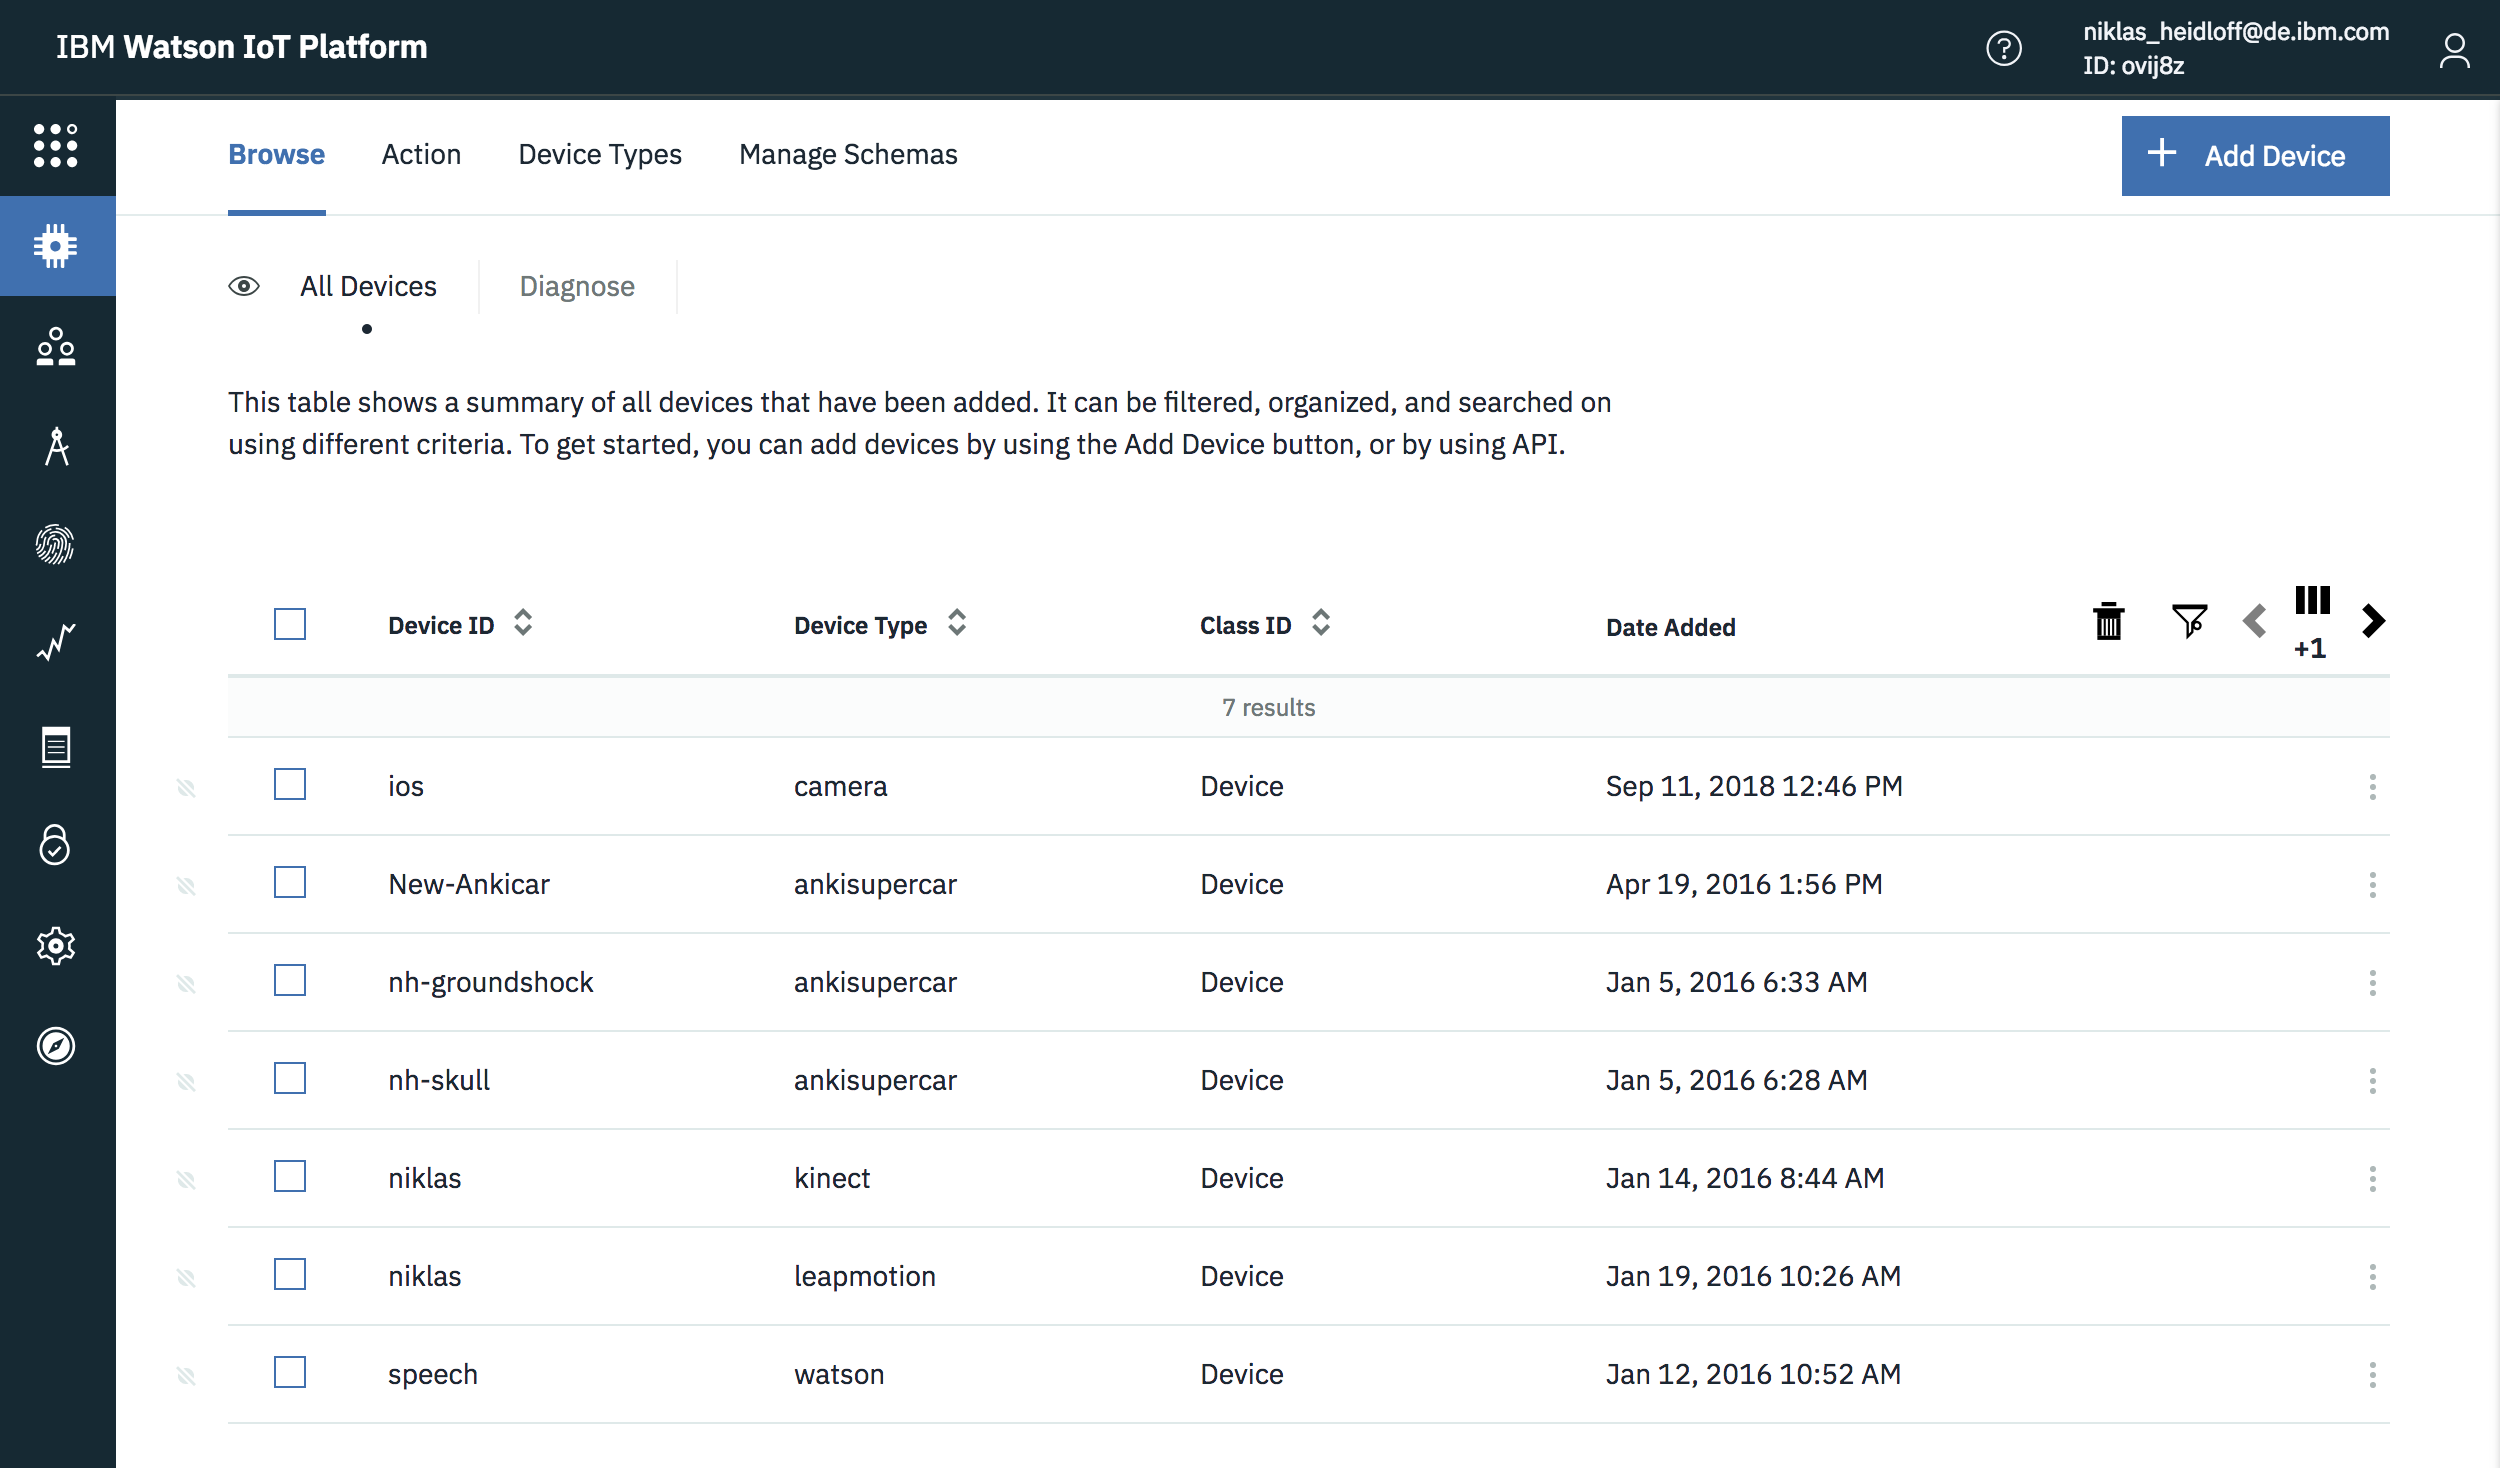 IBM Watson IoT Platform
niklas_heidloff@de.ibm.com
ID: ovij8z
Browse Action Device Types Manage Schemas
Add Device
All Devices Diagnose
This table shows a summary of all devices that have been added. It can be filtered, organized, and searched on
using different criteria. To get started, you can add devices by using the Add Device button, or by using API.
Device ID Device Type Class ID Date Added
+1
7 results
ios camera Device Sep 11, 2018 12:46 PM
New-Ankicar ankisupercar Device Apr 19, 2016 1:56 PM
nh-groundshock ankisupercar Device Jan 5, 2016 6:33 AM
nh-skull ankisupercar Device Jan 5, 2016 6:28 AM
niklas kinect Device Jan 14, 2016 8:44 AM
niklas leapmotion Device Jan 19, 2016 10:26 AM
speech watson Device Jan 12, 2016 10:52 AM